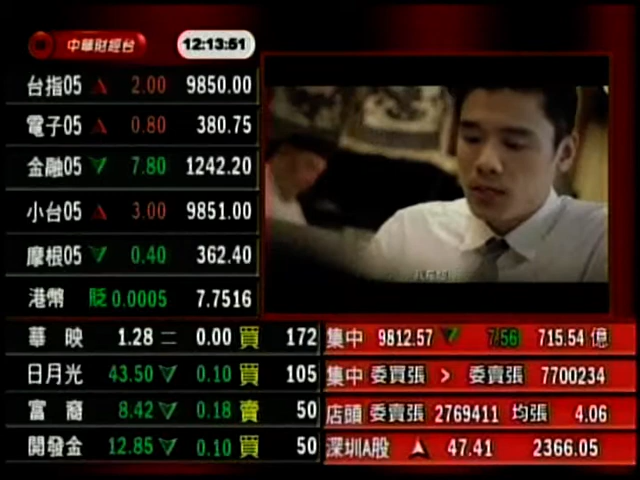 中華財經台 12:13:51
台指05 2.00 9850.00
電子05 0.80 380.75
金融05 ▽ 7.80 1242.20
小台05 3.00 9851.00
摩根05 ▽ 0.40 362.40
港幣 貶 0.0005 7.7516
華映 1.28 = 0.00 買 172
日月光 43.50 ▽ 0.10 買 105
富裔 8.42 ▽ 0.18 賣 50
開發金 12.85 ▽ 0.10 買 50
集中 9812.57 7.56 715.54 億
集中 委買張 > 委賣張 7700234
店頭 委賣張 2769411 均張 4.06
深圳A股 47.41 2366.05